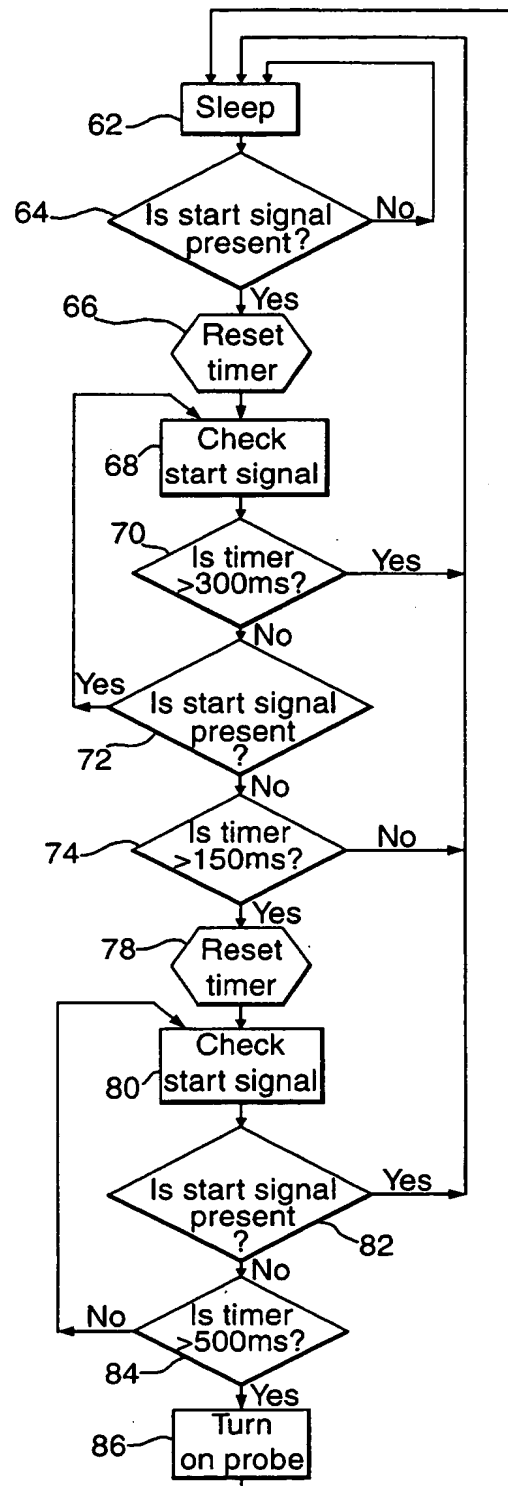 Sleep
62
64
Is start signal
present?
No
Yes
66
Reset
timer
Check
start signal
68
70
Is timer
>300ms?
Yes
No
Yes
Is start signal
present
?
72
No
74
Is timer
>150ms?
No
Yes
78
Reset
timer
Check
start signal
80
Is start signal
present
?
Yes
82
No
No
Is timer
>500ms?
84
Yes
86
Turn
on probe